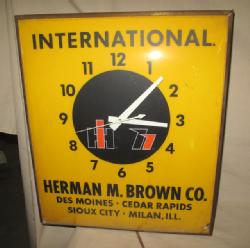 INTERNATIONAL.
12
11 1
10 2
9 3
8 4
7 5
6
HERMAN M. BROWN CO.
DES MOINES · CEDAR RAPIDS
SIOUX CITY · MILAN, ILL.